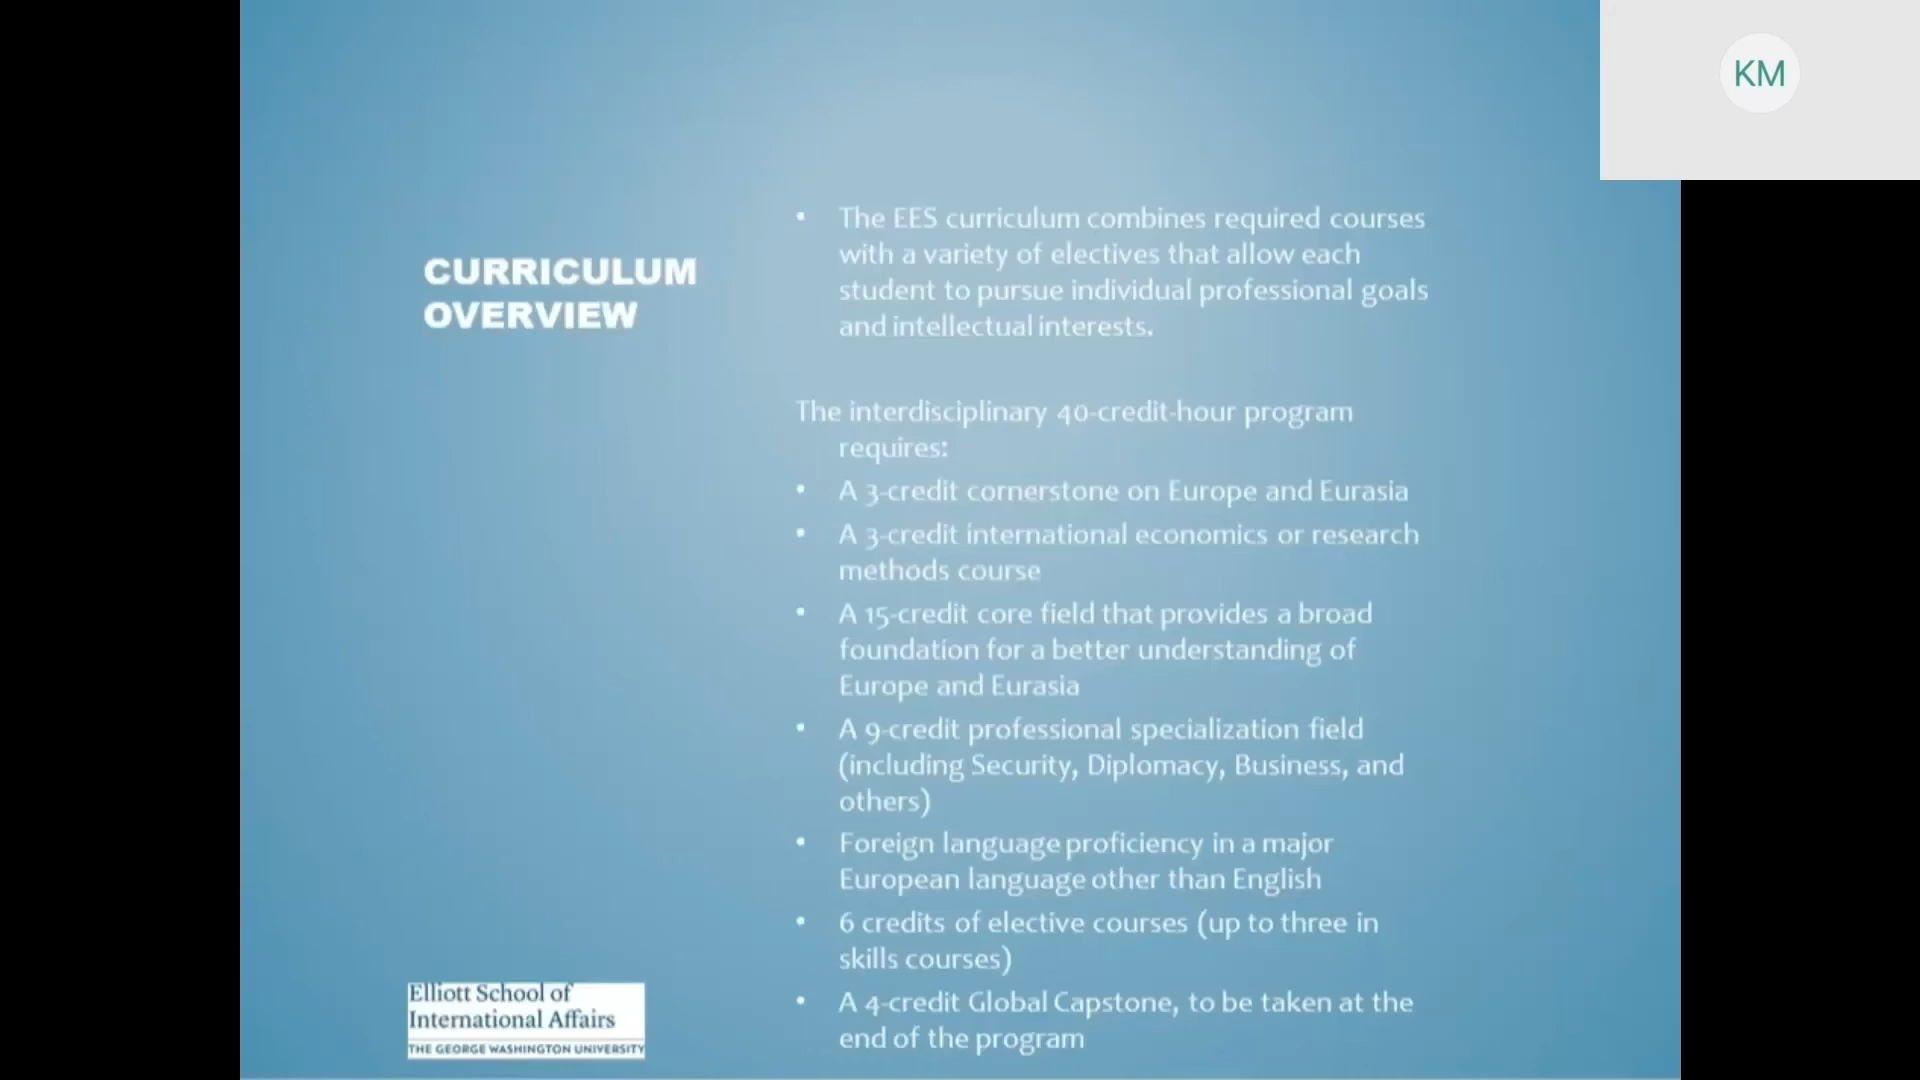 KM
CURRICULUM
OVERVIEW
• The EES curriculum combines required courses
with a variety of electives that allow each
student to pursue individual professional goals
and intellectual interests.
The interdisciplinary 40-credit-hour program
requires:
• A 3-credit cornerstone on Europe and Eurasia
• A 3-credit international economics or research
methods course
• A 15-credit core field that provides a broad
foundation for a better understanding of
Europe and Eurasia
• A 9-credit professional specialization field
(including Security, Diplomacy, Business, and
others)
• Foreign language proficiency in a major
European language other than English
• 6 credits of elective courses (up to three in
skills courses)
• A 4-credit Global Capstone, to be taken at the
end of the program
Elliott School of
International Affairs
THE GEORGE WASHINGTON UNIVERSITY